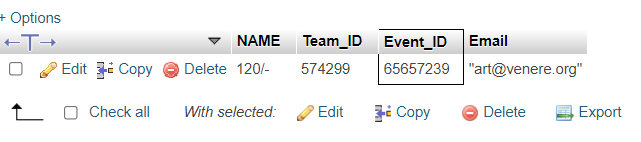 + Options
NAME Team_ID Event_ID Email
Edit Copy Delete 120/- 574299 65657239 "art@venere.org"
Check all With selected: Edit Copy Delete Export